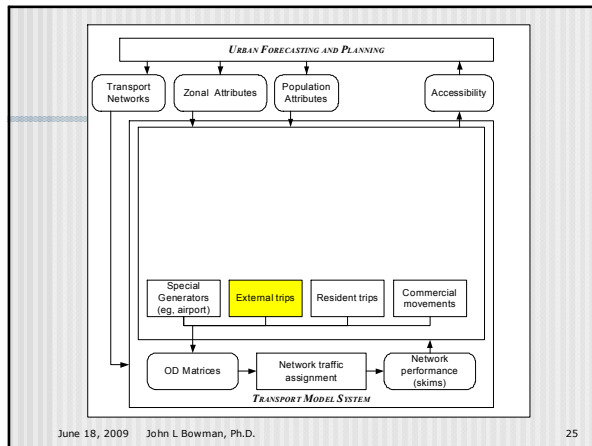 URBAN FORECASTING AND PLANNING
Transport
Networks
Zonal Attributes
Population
Attributes
Accessibility
Special
Generators
(eg, airport)
External trips
Resident trips
Commercial
movements
OD Matrices
Network traffic
assignment
Network
performance
(skims)
TRANSPORT MODEL SYSTEM
June 18, 2009 John L Bowman, Ph.D. 25